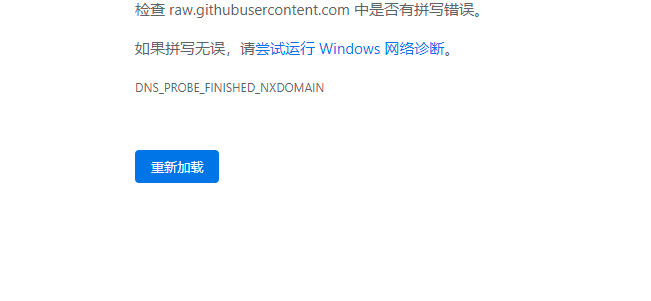 检查 raw.githubusercontent.com 中是否有拼写错误。
如果拼写无误，请尝试运行 Windows 网络诊断。
DNS_PROBE_FINISHED_NXDOMAIN
重新加载